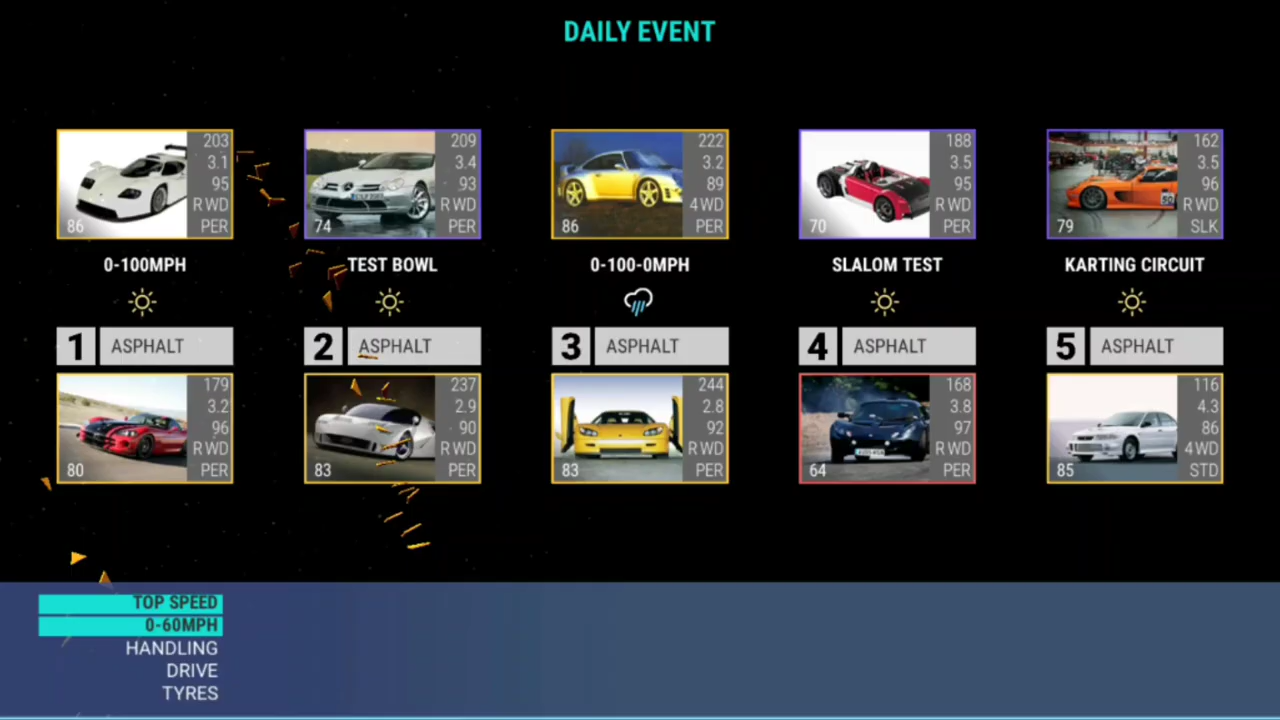 DAILY EVENT
203
3.1
95
RWD
86 PER
209
3.4
93
RWD
74 PER
222
3.2
89
4WD
86 PER
188
3.5
95
RWD
70 PER
162
3.5
96
RWD
79 SLK
0-100MPH
TEST BOWL
0-100-0MPH
SLALOM TEST
KARTING CIRCUIT
1 ASPHALT
2 ASPHALT
3 ASPHALT
4 ASPHALT
5 ASPHALT
179
3.2
96
RWD
80 PER
237
2.9
90
RWD
83 PER
244
2.8
92
RWD
83 PER
168
3.8
97
RWD
64 PER
116
4.3
86
4WD
85 STD
TOP SPEED
0-60MPH
HANDLING
DRIVE
TYRES